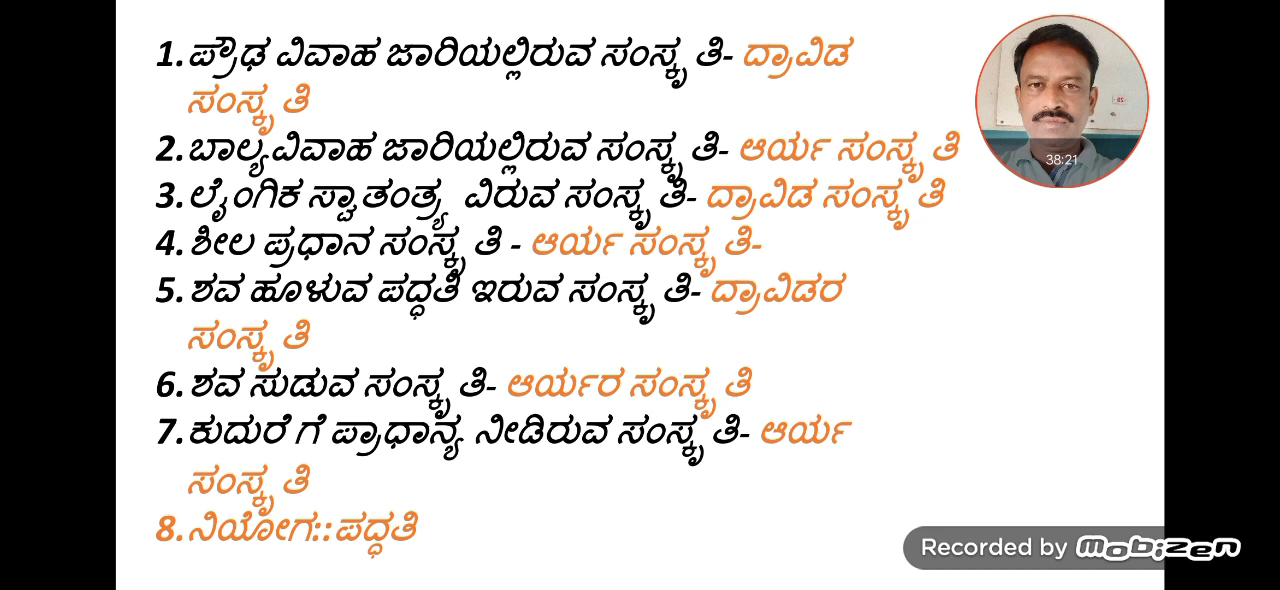 1. ಪ್ರೌಢ ವಿವಾಹ ಜಾರಿಯಲ್ಲಿರುವ ಸಂಸ್ಕೃತಿ- ದ್ರಾವಿಡ
ಸಂಸ್ಕೃತಿ
2. ಬಾಲ್ಯವಿವಾಹ ಜಾರಿಯಲ್ಲಿರುವ ಸಂಸ್ಕೃತಿ- ಆರ್ಯ ಸಂಸ್ಕೃತಿ
3. ಲೈಂಗಿಕ ಸ್ವಾತಂತ್ರ್ಯ ವಿರುವ ಸಂಸ್ಕೃತಿ- ದ್ರಾವಿಡ ಸಂಸ್ಕೃತಿ
4. ಶೀಲ ಪ್ರಧಾನ ಸಂಸ್ಕೃತಿ - ಆರ್ಯ ಸಂಸ್ಕೃತಿ-
5. ಶವ ಹೂಳುವ ಪದ್ಧತಿ ಇರುವ ಸಂಸ್ಕೃತಿ- ದ್ರಾವಿಡರ
ಸಂಸ್ಕೃತಿ
6. ಶವ ಸುಡುವ ಸಂಸ್ಕೃತಿ- ಆರ್ಯರ ಸಂಸ್ಕೃತಿ
7. ಕುದುರೆ ಗೆ ಪ್ರಾಧಾನ್ಯ ನೀಡಿರುವ ಸಂಸ್ಕೃತಿ- ಆರ್ಯ
ಸಂಸ್ಕೃತಿ
8. ನಿಯೋಗ::ಪದ್ಧತಿ
38:21
Recorded by Mobizen